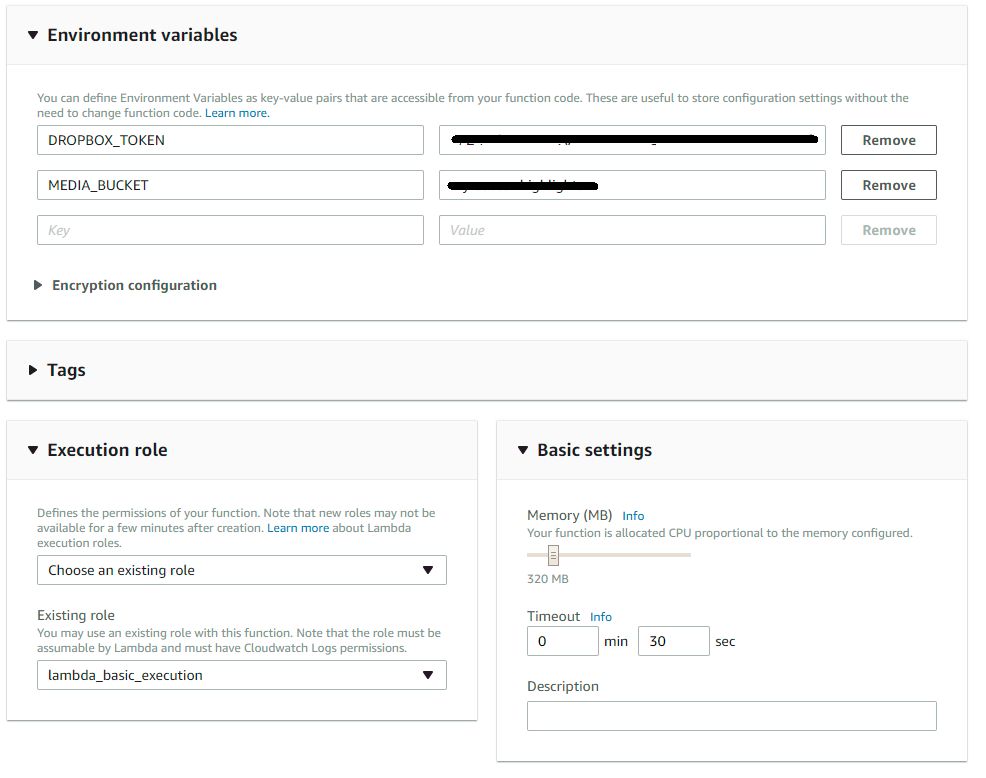 Environment variables
You can define Environment Variables as key-value pairs that are accessible from your function code. These are useful to store configuration settings without the
need to change function code. Learn more.
DROPBOX_TOKEN
Remove
MEDIA_BUCKET
Remove
Key
Value
Remove
Encryption configuration
Tags
Execution role
Defines the permissions of your function. Note that new roles may not be
available for a few minutes after creation. Learn more about Lambda
execution roles.
Choose an existing role
Existing role
You may use an existing role with this function. Note that the role must be
assumable by Lambda and must have Cloudwatch Logs permissions.
lambda_basic_execution
Basic settings
Memory (MB) Info
Your function is allocated CPU proportional to the memory configured.
320 MB
Timeout Info
0 min 30 sec
Description